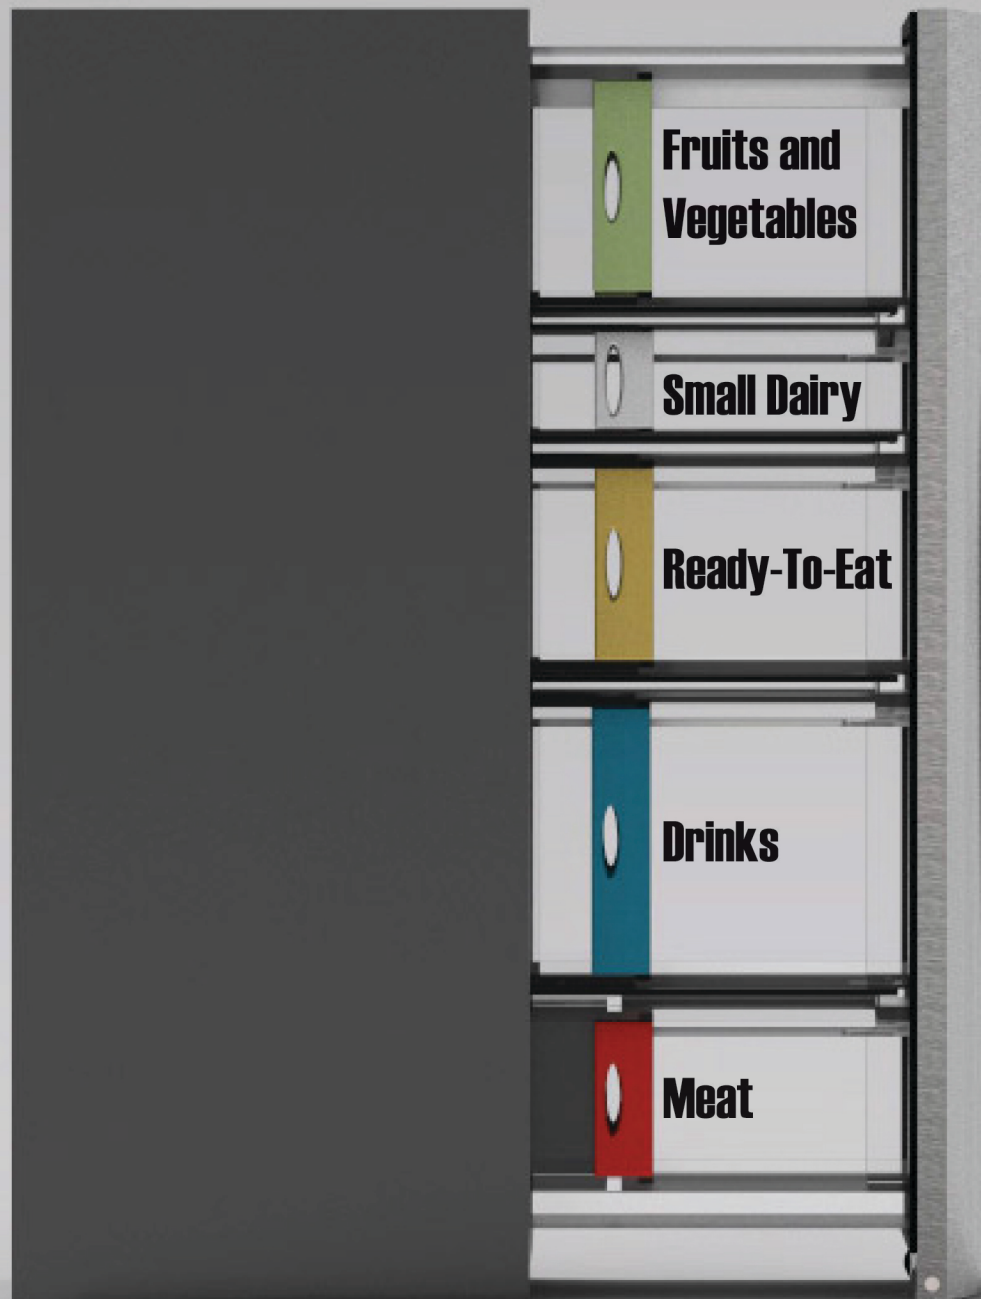 Fruits and
Vegetables
Small Dairy
Ready-To-Eat
Drinks
Meat